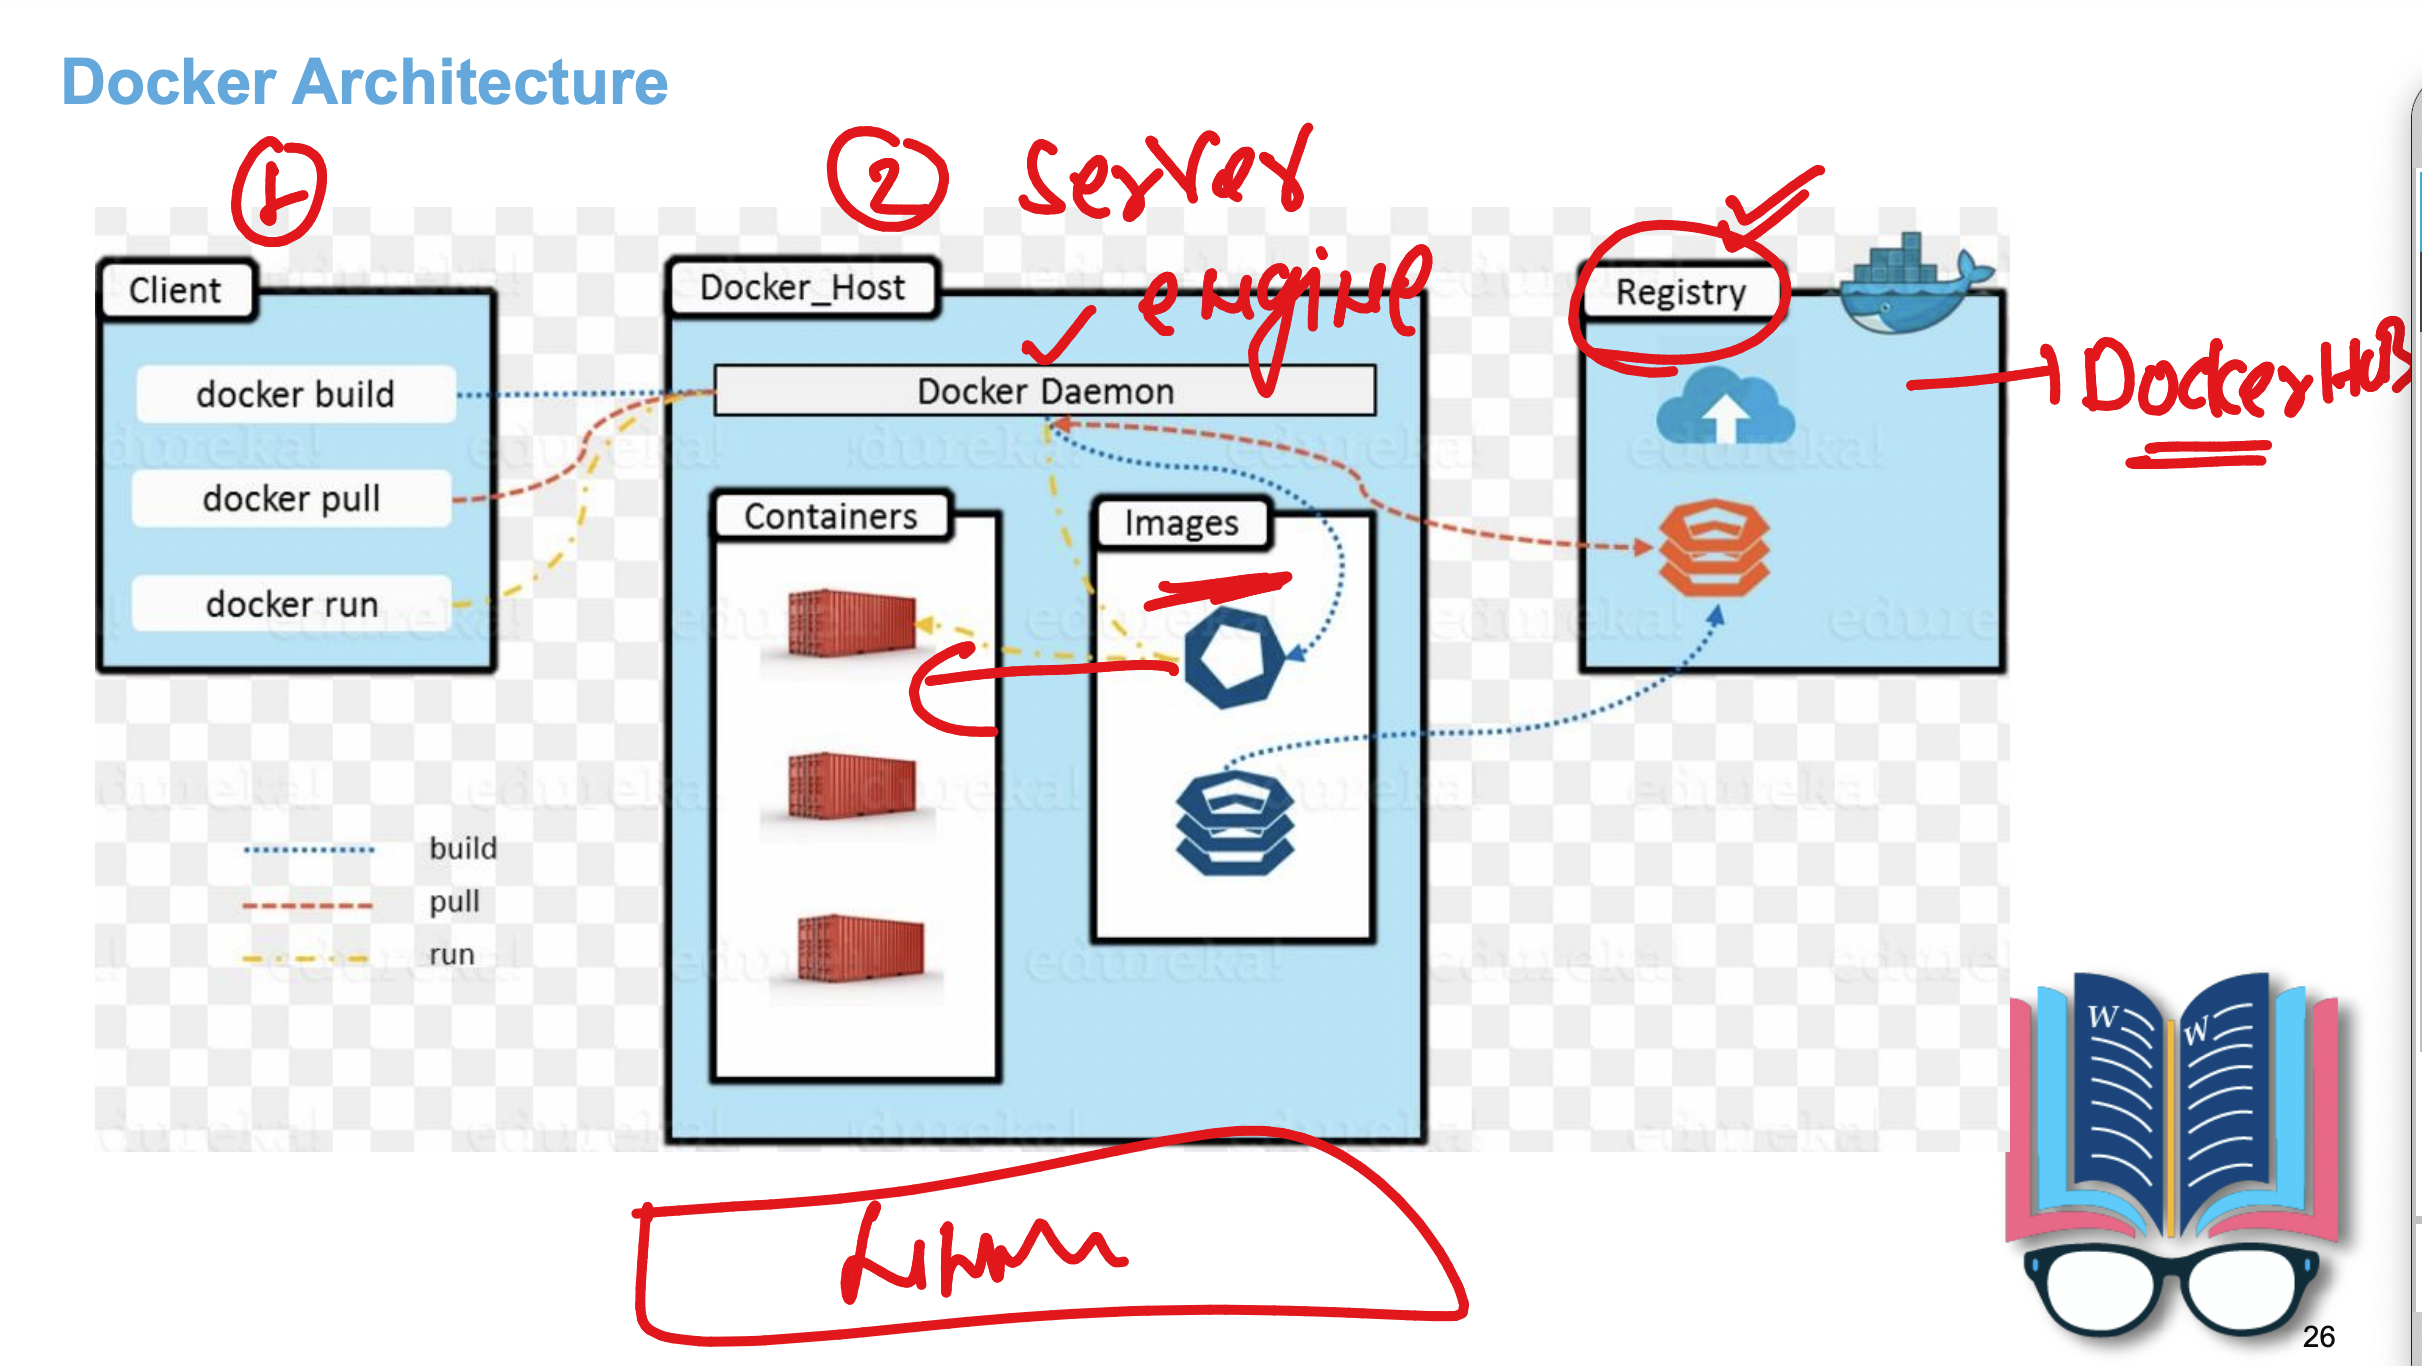 Docker Architecture
1
2 Server
engine
Client
docker build
docker pull
docker run
Docker_Host
Docker Daemon
Containers
Images
Registry
DockerHUB
build
pull
run
edureka!
W W
26